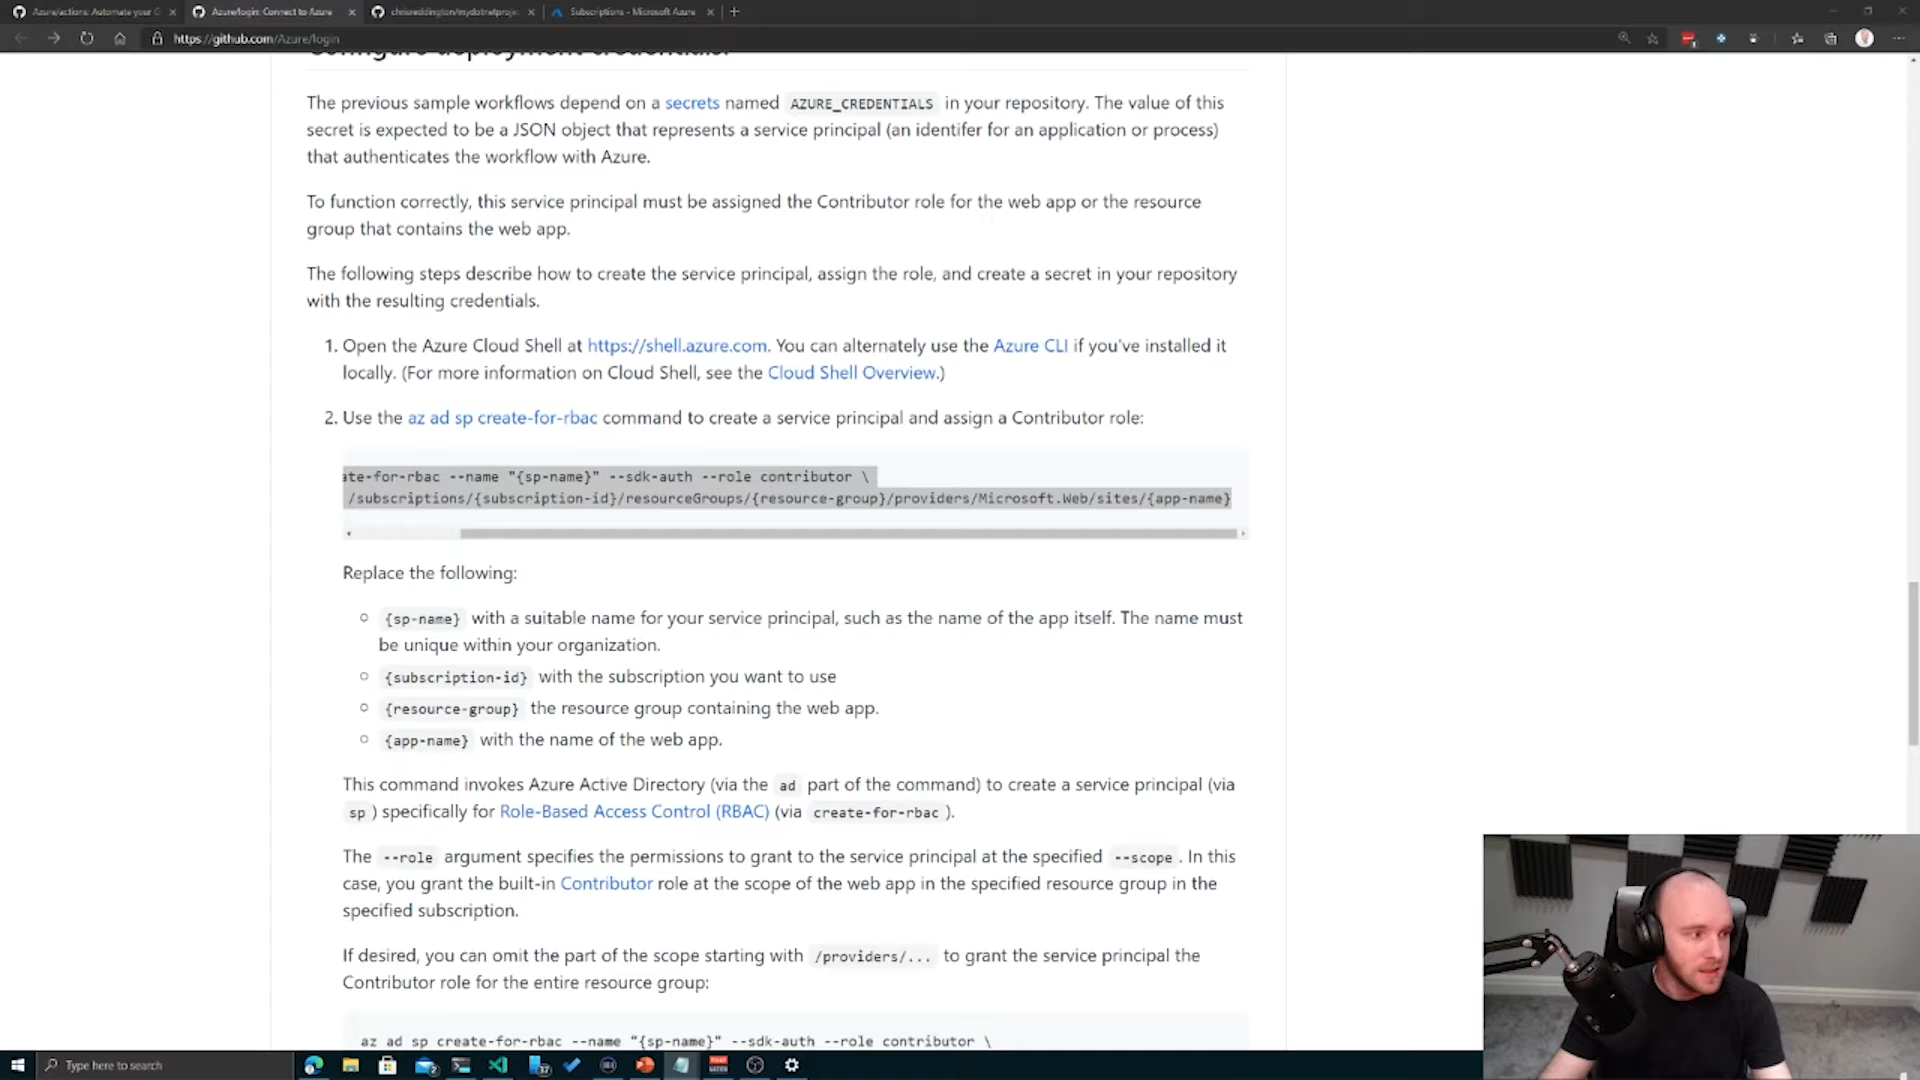 Azure/actions: Automate your G
Azure/login: Connect to Azure
chrisreddington/mydotnetproje
Subscriptions - Microsoft Azure
https://github.com/Azure/login
Configure deployment credentials:
The previous sample workflows depend on a secrets named AZURE_CREDENTIALS in your repository. The value of this
secret is expected to be a JSON object that represents a service principal (an identifer for an application or process)
that authenticates the workflow with Azure.
To function correctly, this service principal must be assigned the Contributor role for the web app or the resource
group that contains the web app.
The following steps describe how to create the service principal, assign the role, and create a secret in your repository
with the resulting credentials.
1. Open the Azure Cloud Shell at https://shell.azure.com. You can alternately use the Azure CLI if you've installed it
locally. (For more information on Cloud Shell, see the Cloud Shell Overview.)
2. Use the az ad sp create-for-rbac command to create a service principal and assign a Contributor role:
ate-for-rbac --name "{sp-name}" --sdk-auth --role contributor \
/subscriptions/{subscription-id}/resourceGroups/{resource-group}/providers/Microsoft.Web/sites/{app-name}
Replace the following:
{sp-name} with a suitable name for your service principal, such as the name of the app itself. The name must
be unique within your organization.
{subscription-id} with the subscription you want to use
{resource-group} the resource group containing the web app.
{app-name} with the name of the web app.
This command invokes Azure Active Directory (via the ad part of the command) to create a service principal (via
sp ) specifically for Role-Based Access Control (RBAC) (via create-for-rbac ).
The --role argument specifies the permissions to grant to the service principal at the specified --scope . In this
case, you grant the built-in Contributor role at the scope of the web app in the specified resource group in the
specified subscription.
If desired, you can omit the part of the scope starting with /providers/... to grant the service principal the
Contributor role for the entire resource group:
az ad sp create-for-rbac --name "{sp-name}" --sdk-auth --role contributor \
Type here to search